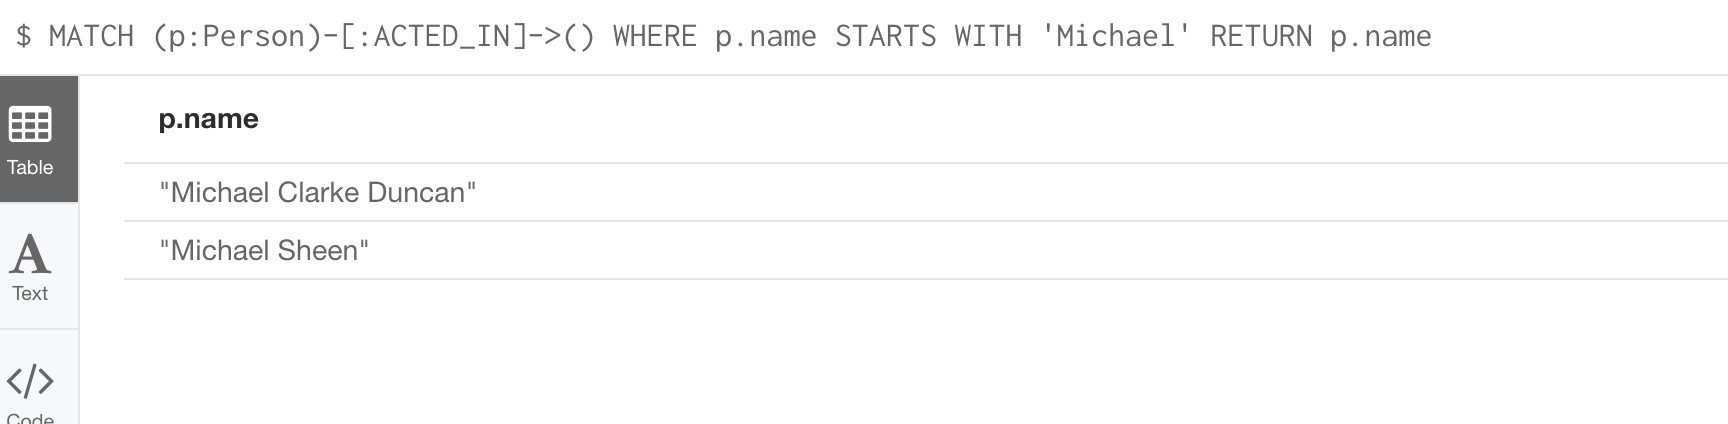 $ MATCH (p:Person)-[:ACTED_IN]->() WHERE p.name STARTS WITH 'Michael' RETURN p.name
p.name
Table
"Michael Clarke Duncan"
"Michael Sheen"
A
Text
</>
Code